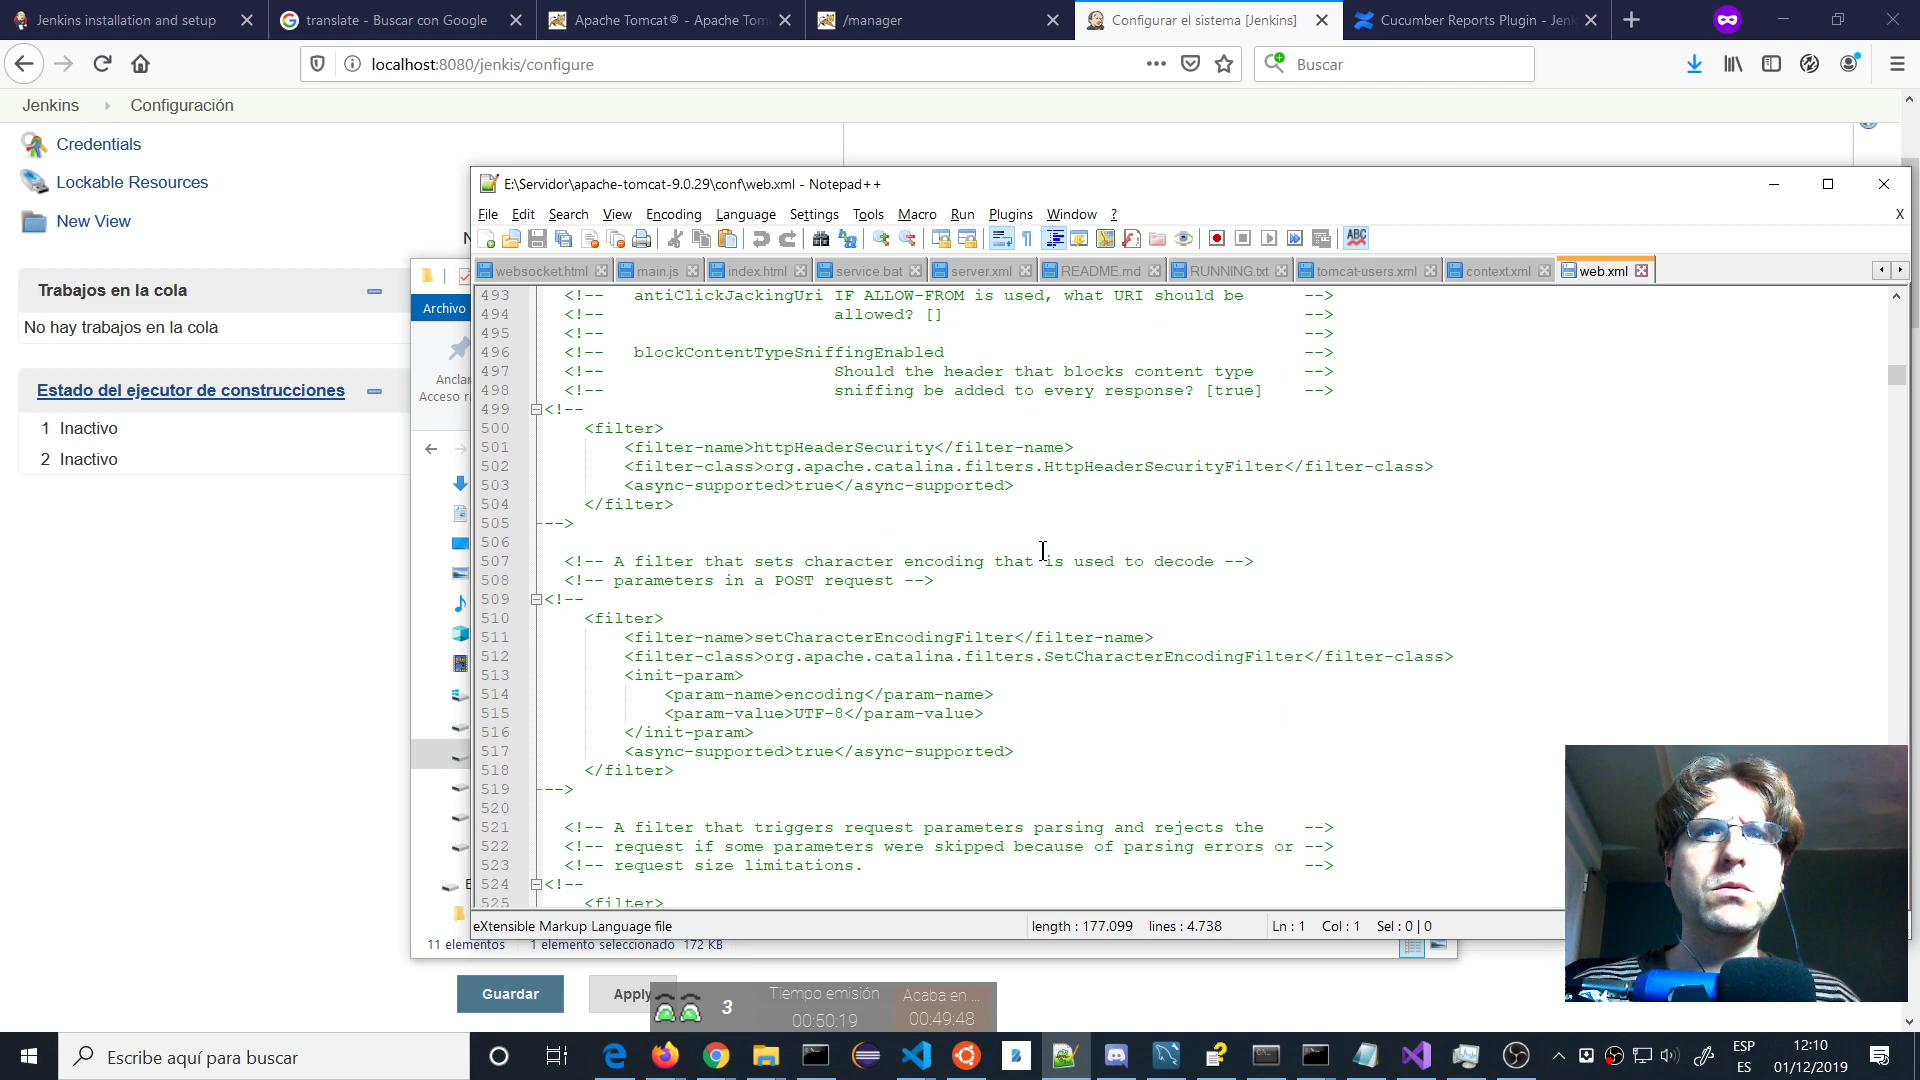 Jenkins installation and setup
translate - Buscar con Google
Apache Tomcat® - Apache Tom
/manager
Configurar el sistema [Jenkins]
Cucumber Reports Plugin - Jenk
localhost:8080/jenkis/configure
Buscar
Jenkins
Configuración
Credentials
Lockable Resources
New View
Trabajos en la cola
No hay trabajos en la cola
Estado del ejecutor de construcciones
1 Inactivo
2 Inactivo
Archivo
Anclar
Acceso r
E:\Servidor\apache-tomcat-9.0.29\conf\web.xml - Notepad++
File Edit Search View Encoding Language Settings Tools Macro Run Plugins Window ?
X
ABC
websocket.html
main.js
index.html
service.bat
server.xml
README.md
RUNNING.txt
tomcat-users.xml
context.xml
web.xml
493 <!-- antiClickJackingUri IF ALLOW-FROM is used, what URI should be -->
494 <!-- allowed? [] -->
495 <!-- -->
496 <!-- blockContentTypeSniffingEnabled -->
497 <!-- Should the header that blocks content type -->
498 <!-- sniffing be added to every response? [true] -->
499 <!--
500 <filter>
501 <filter-name>httpHeaderSecurity</filter-name>
502 <filter-class>org.apache.catalina.filters.HttpHeaderSecurityFilter</filter-class>
503 <async-supported>true</async-supported>
504 </filter>
505 -->
506
507 <!-- A filter that sets character encoding that is used to decode -->
508 <!-- parameters in a POST request -->
509 <!--
510 <filter>
511 <filter-name>setCharacterEncodingFilter</filter-name>
512 <filter-class>org.apache.catalina.filters.SetCharacterEncodingFilter</filter-class>
513 <init-param>
514 <param-name>encoding</param-name>
515 <param-value>UTF-8</param-value>
516 </init-param>
517 <async-supported>true</async-supported>
518 </filter>
519 -->
520
521 <!-- A filter that triggers request parameters parsing and rejects the -->
522 <!-- request if some parameters were skipped because of parsing errors or -->
523 <!-- request size limitations. -->
524 <!--
525 <filter>
eXtensible Markup Language file
length : 177.099 lines : 4.738
Ln : 1 Col : 1 Sel : 0 | 0
11 elementos 1 elemento seleccionado 172 KB
Guardar
Apply
3
Tiempo emisión
00:50:19
Acaba en ...
00:49:48
Escribe aquí para buscar
ESP
ES
12:10
01/12/2019